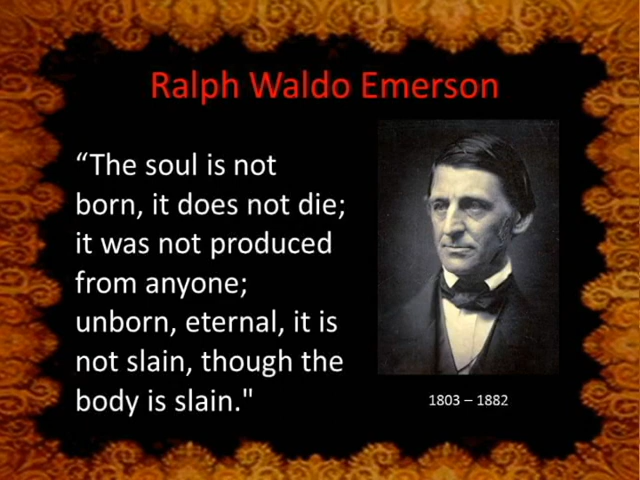 Ralph Waldo Emerson
“The soul is not
born, it does not die;
it was not produced
from anyone;
unborn, eternal, it is
not slain, though the
body is slain."
1803 – 1882